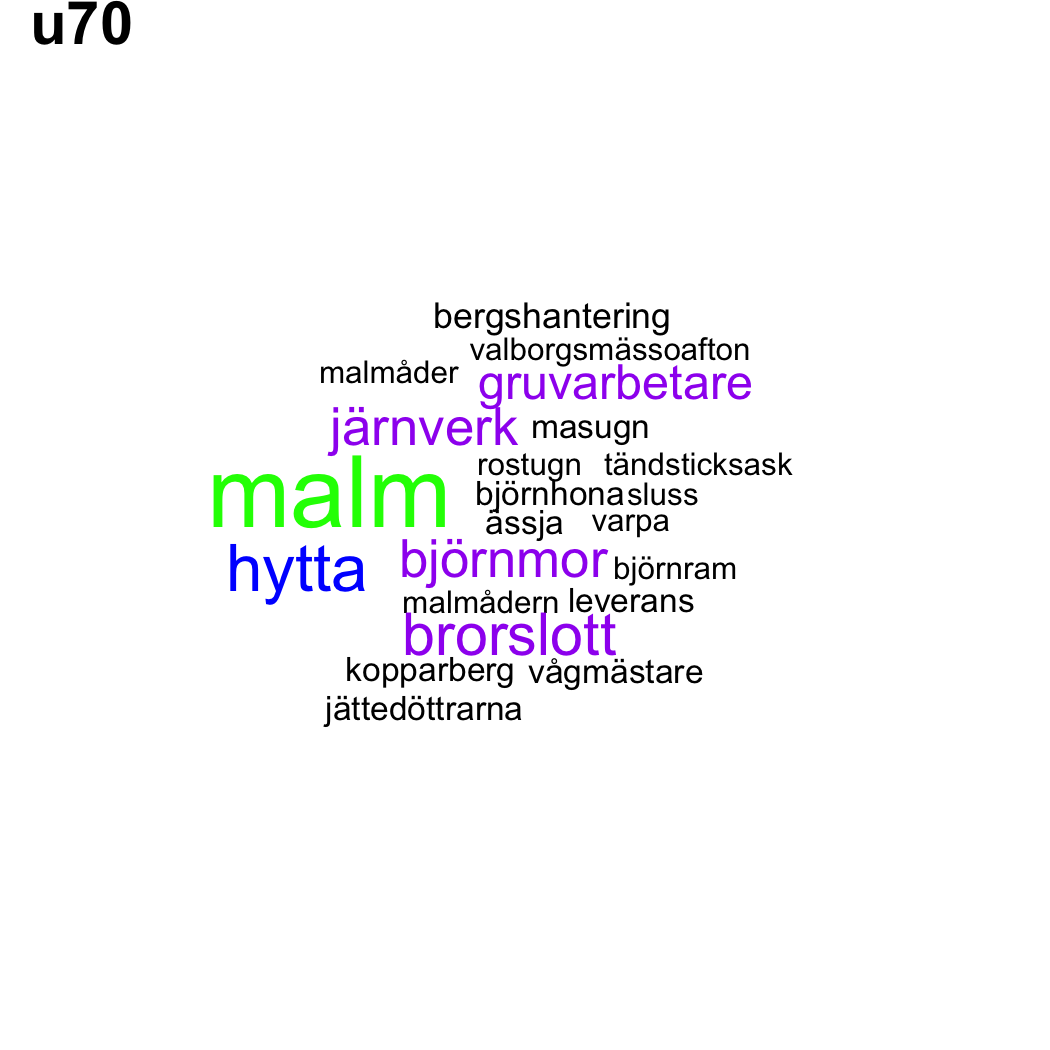 u70
bergshantering
valborgsmässoafton
malmåder
gruvarbetare
järnverk masugn
rostugn tändsticksask
malm
björnhona sluss
ässja varpa
hytta björnmor björnram
malmådern leverans
brorslott
kopparberg vågmästare
jättedöttrarna